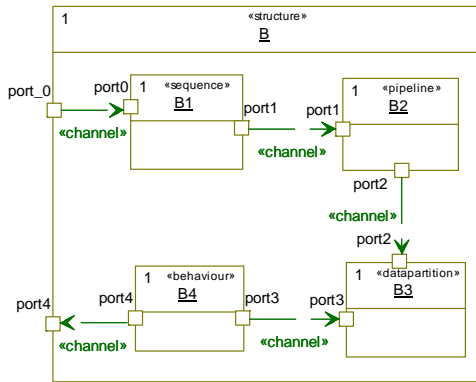 1 «structure»
B
port_0 port0 1 «sequence» 1 «pipeline»
B1 port1 port1 B2
«channel» «channel»
port2
«channel»
port2
1 «behaviour» 1 «datapartition»
port4 port4 B4 port3 port3 B3
«channel» «channel»